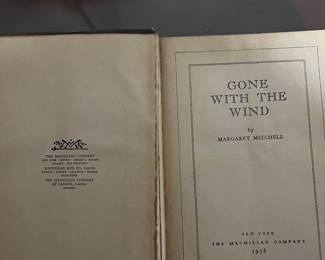 THE MACMILLAN COMPANY
MACMILLAN AND CO., LIMITED
THE MACMILLAN COMPANY
OF CANADA, LIMITED
GONE
WITH THE
WIND
by
MARGARET MITCHELL
NEW YORK
THE MACMILLAN COMPANY
1938